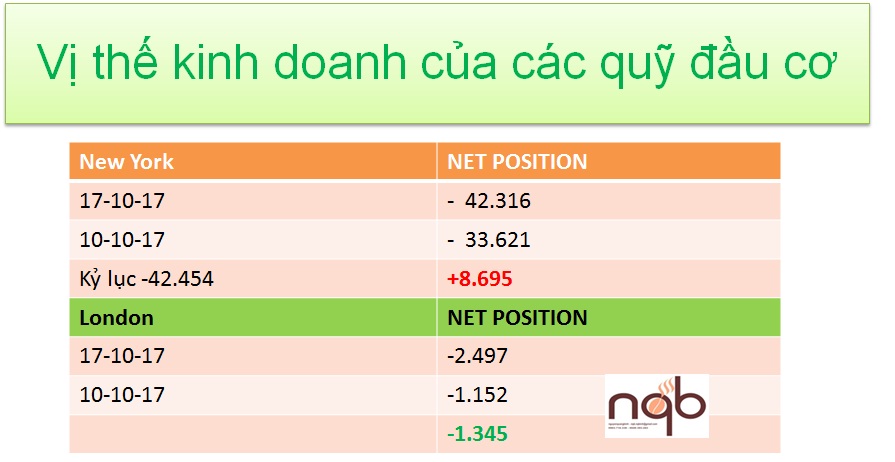 Vị thế kinh doanh của các quỹ đầu cơ
New York NET POSITION
17-10-17 - 42.316
10-10-17 - 33.621
Kỷ lục -42.454 +8.695
London NET POSITION
17-10-17 -2.497
10-10-17 -1.152
nqb
-1.345